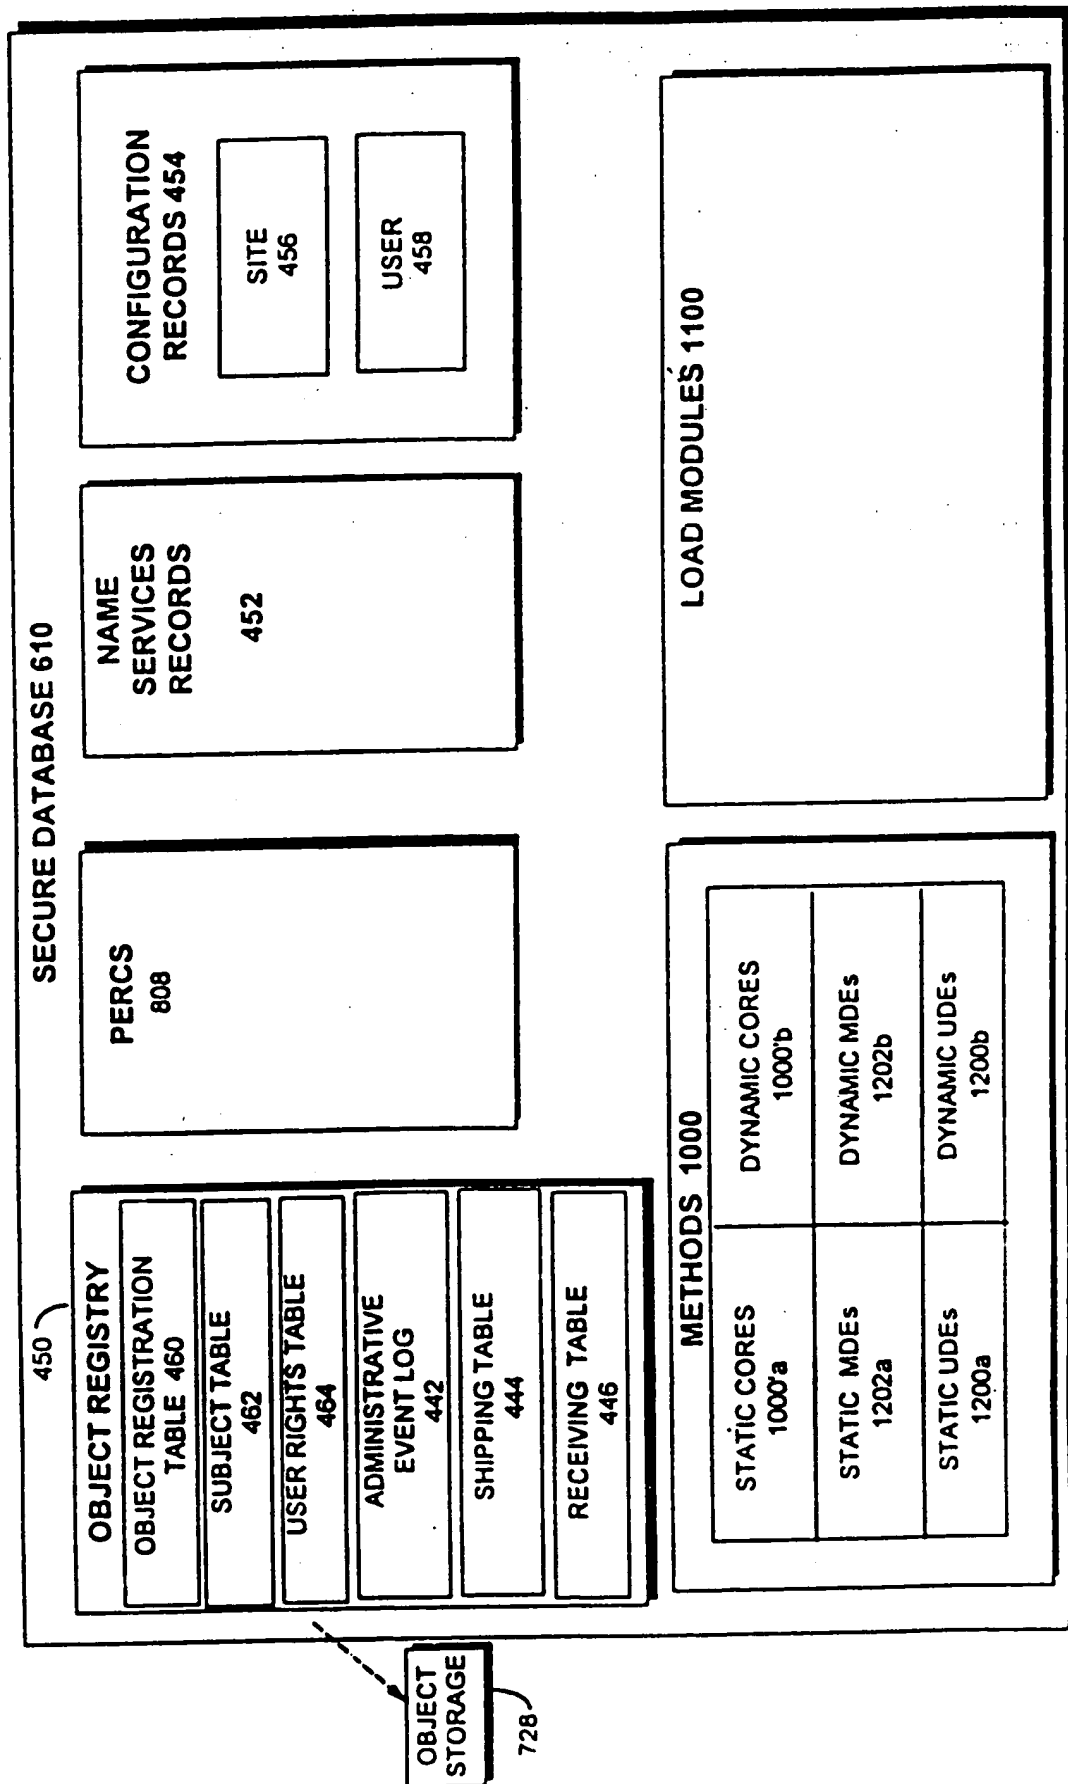 SECURE DATABASE 610
450
OBJECT REGISTRY
OBJECT REGISTRATION
TABLE 460
SUBJECT TABLE
462
USER RIGHTS TABLE
464
ADMINISTRATIVE
EVENT LOG
442
SHIPPING TABLE
444
RECEIVING TABLE
446
PERCS
808
NAME
SERVICES
RECORDS
452
CONFIGURATION
RECORDS 454
SITE
456
USER
458
OBJECT
STORAGE
728
METHODS 1000
STATIC CORES
1000'a
DYNAMIC CORES
1000'b
STATIC MDEs
1202a
DYNAMIC MDEs
1202b
STATIC UDEs
1200a
DYNAMIC UDEs
1200b
LOAD MODULES 1100